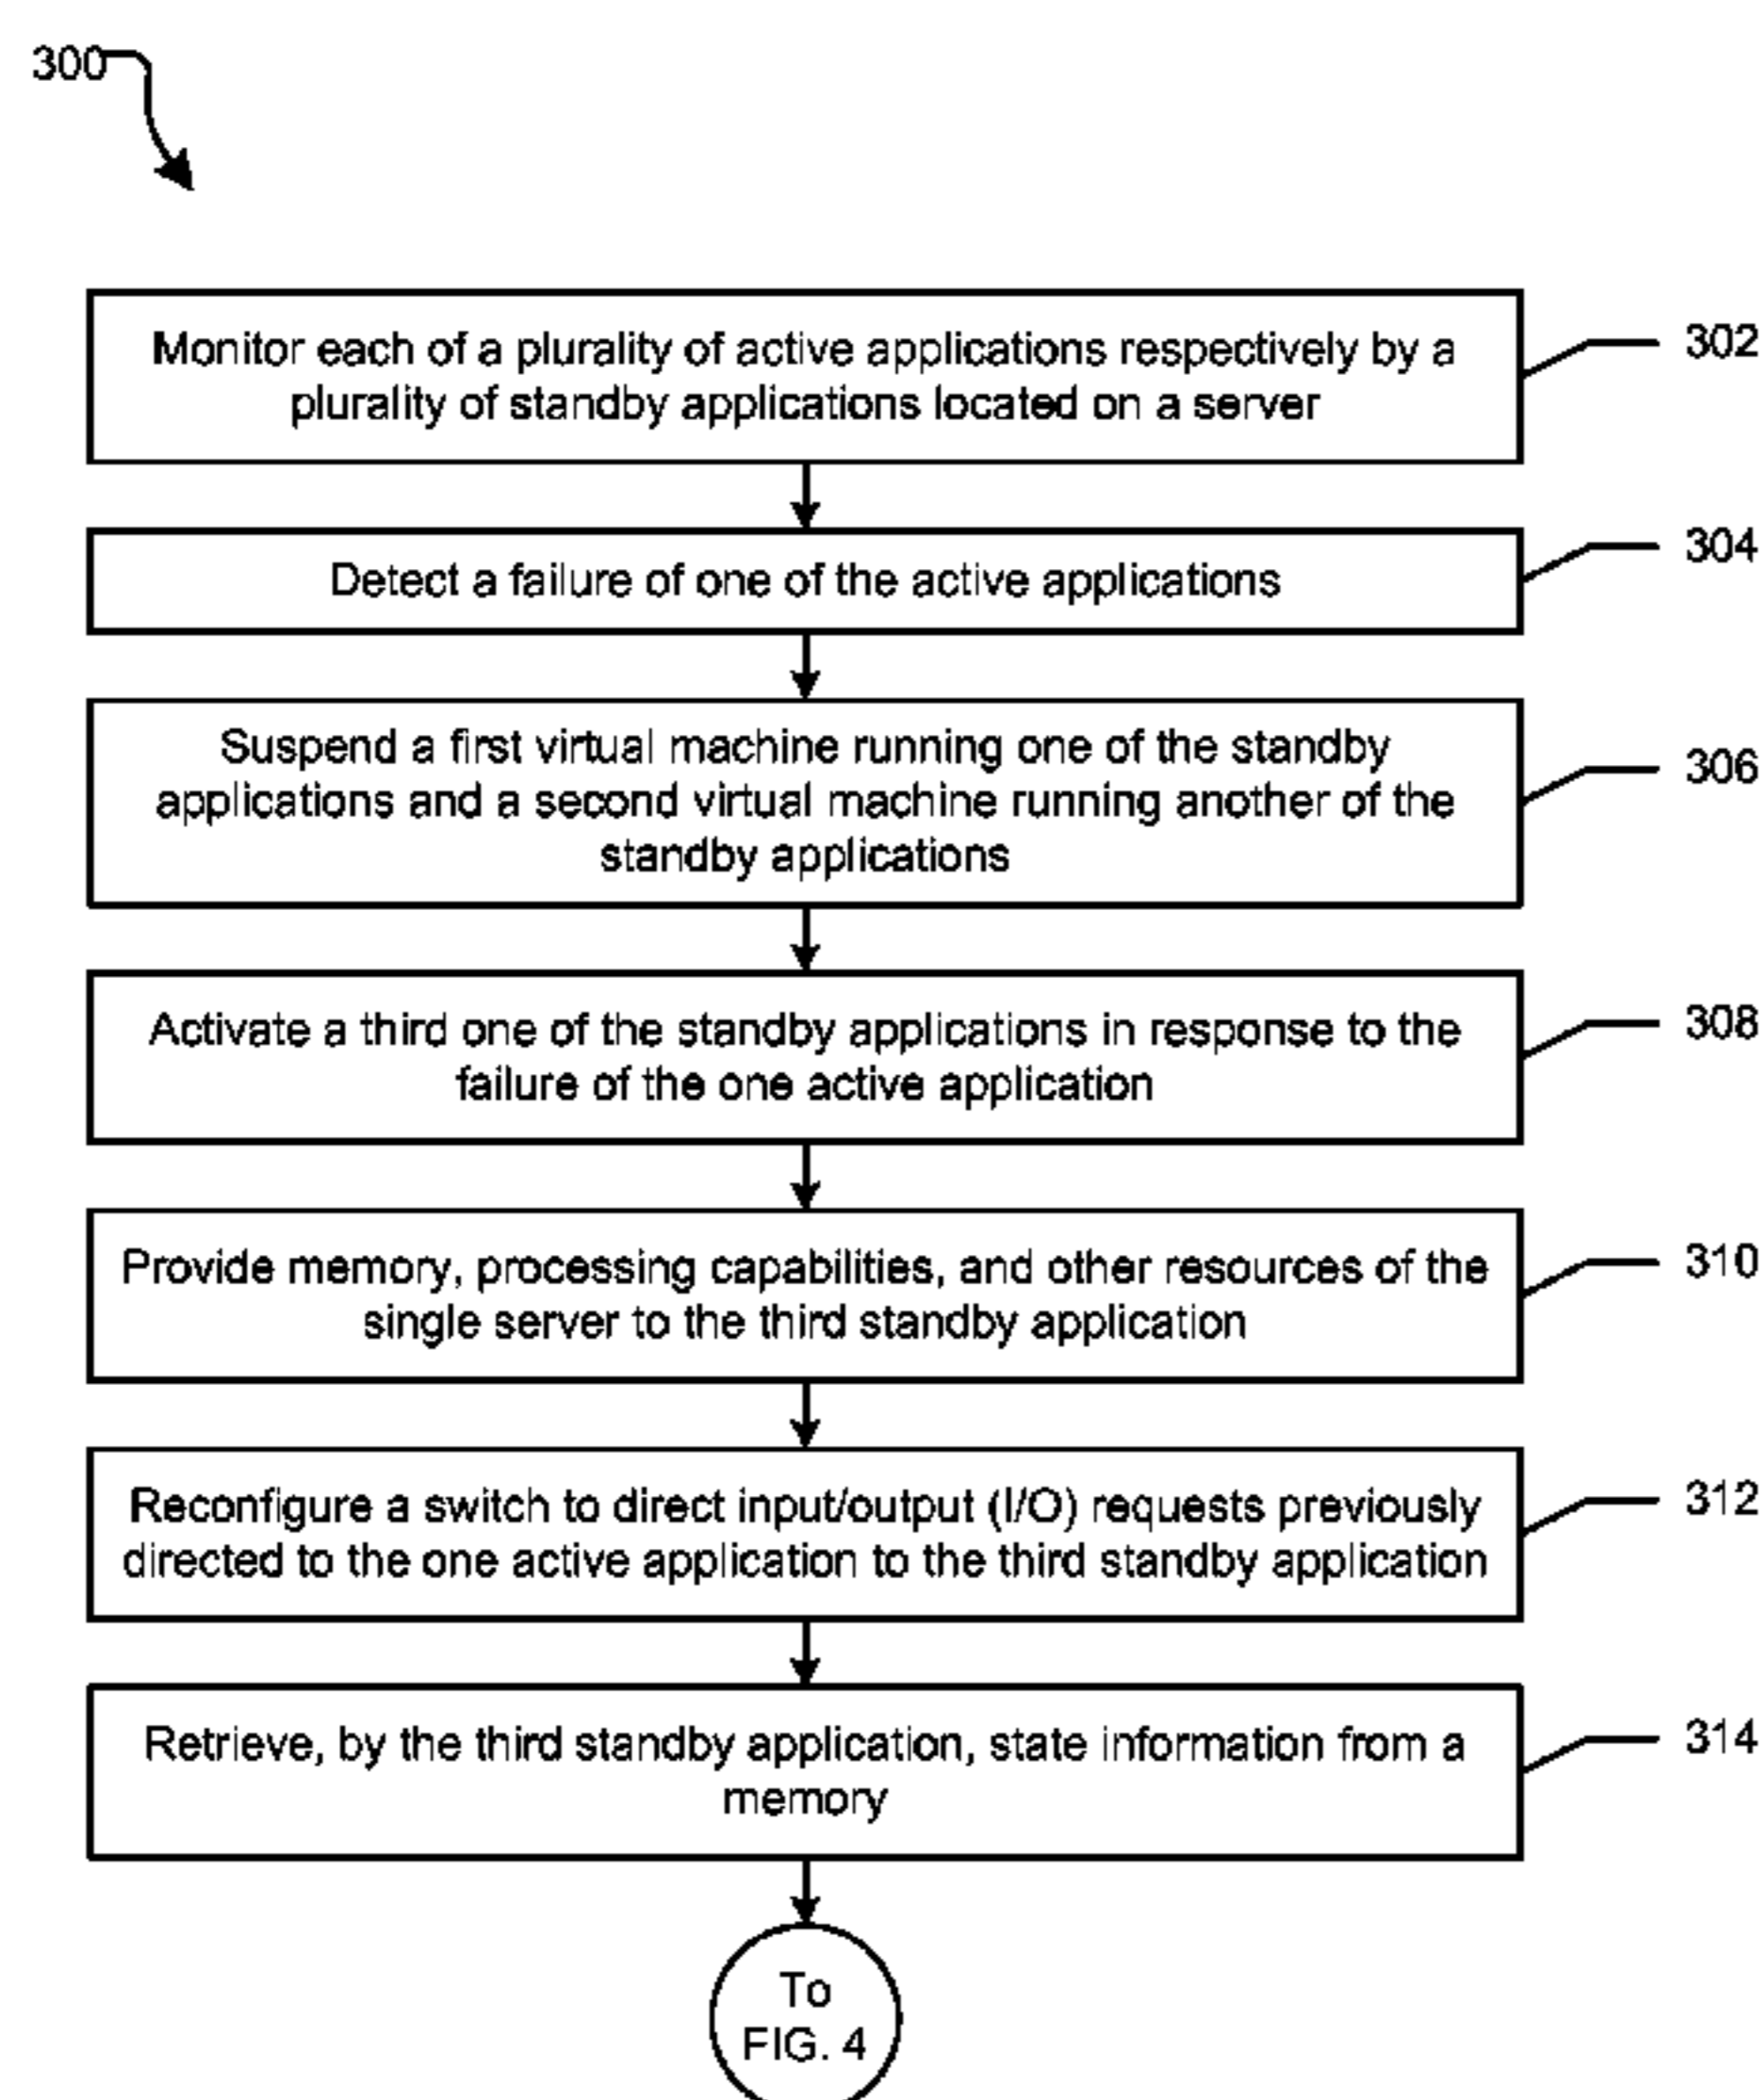 300
Monitor each of a plurality of active applications respectively by a
plurality of standby applications located on a server
302
Detect a failure of one of the active applications
304
Suspend a first virtual machine running one of the standby
applications and a second virtual machine running another of the
standby applications
306
Activate a third one of the standby applications in response to the
failure of the one active application
308
Provide memory, processing capabilities, and other resources of the
single server to the third standby application
310
Reconfigure a switch to direct input/output (I/O) requests previously
directed to the one active application to the third standby application
312
Retrieve, by the third standby application, state information from a
memory
314
To
FIG. 4